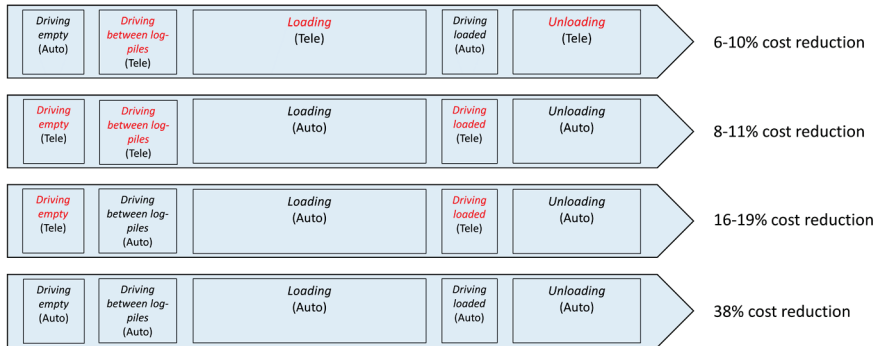 Driving
empty
(Auto)
Driving
between log-
piles
(Tele)
Loading
(Tele)
Driving
loaded
(Auto)
Unloading
(Tele)
6-10% cost reduction
Driving
empty
(Tele)
Driving
between log-
piles
(Tele)
Loading
(Auto)
Driving
loaded
(Tele)
Unloading
(Auto)
8-11% cost reduction
Driving
empty
(Tele)
Driving
between log-
piles
(Auto)
Loading
(Auto)
Driving
loaded
(Tele)
Unloading
(Auto)
16-19% cost reduction
Driving
empty
(Auto)
Driving
between log-
piles
(Auto)
Loading
(Auto)
Driving
loaded
(Auto)
Unloading
(Auto)
38% cost reduction